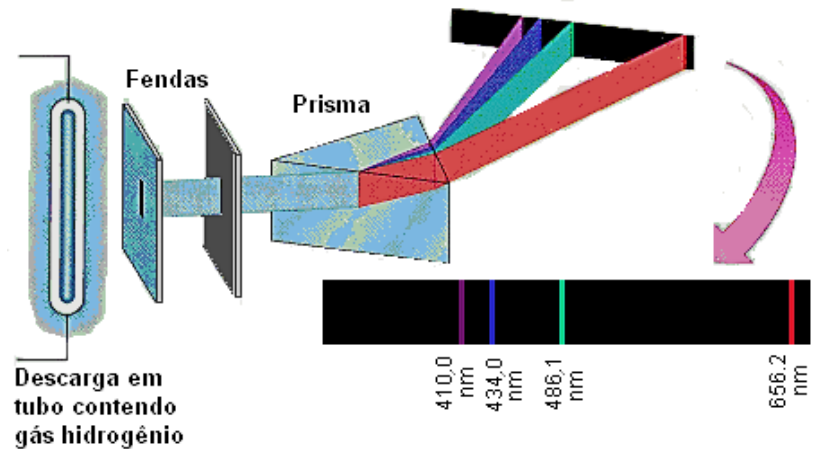 Fendas
Prisma
410,0
nm
434,0
nm
486,1
nm
656.2
nm
Descarga em
tubo contendo
gás hidrogênio